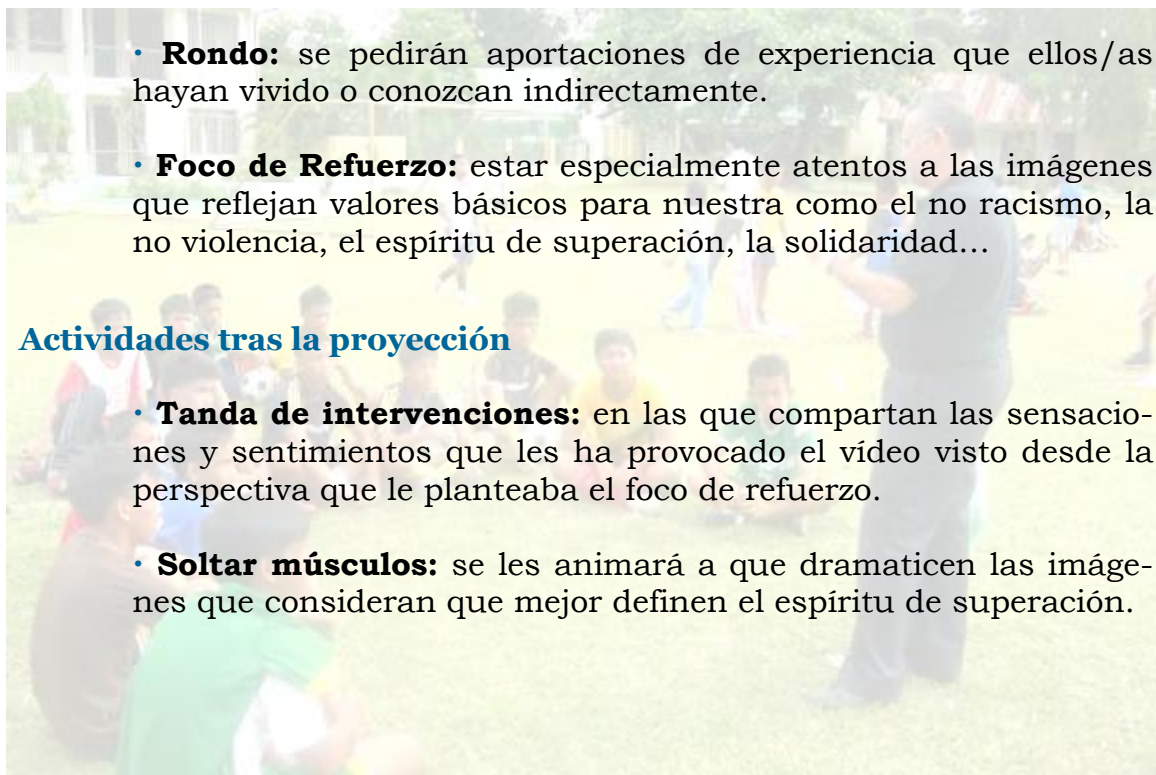 · Rondo: se pedirán aportaciones de experiencia que ellos/as
hayan vivido o conozcan indirectamente.
· Foco de Refuerzo: estar especialmente atentos a las imágenes
que reflejan valores básicos para nuestra como el no racismo, la
no violencia, el espíritu de superación, la solidaridad…
Actividades tras la proyección
· Tanda de intervenciones: en las que compartan las sensacio-
nes y sentimientos que les ha provocado el vídeo visto desde la
perspectiva que le planteaba el foco de refuerzo.
· Soltar músculos: se les animará a que dramaticen las imáge-
nes que consideran que mejor definen el espíritu de superación.